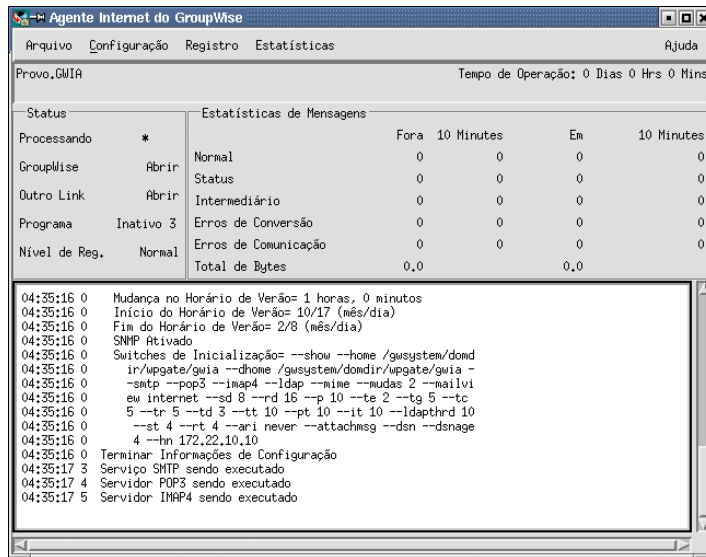 Agente Internet do GroupWise
Arquivo Configuração Registro Estatísticas Ajuda
Provo.GWIA Tempo de Operação: 0 Dias 0 Hrs 0 Mins
Status Estatísticas de Mensagens
Processando * Fora 10 Minutes Em 10 Minutes
GroupWise Abrir Normal 0 0 0 0
Status 0 0 0 0
Outro Link Abrir Intermediário 0 0 0 0
Programa Inativo 3 Erros de Conversão 0 0 0 0
Nível de Reg. Normal Erros de Comunicação 0 0 0 0
Total de Bytes 0.0 0.0
04:35:16 0 Mudança no Horário de Verão= 1 horas, 0 minutos
04:35:16 0 Início do Horário de Verão= 10/17 (mês/dia)
04:35:16 0 Fim do Horário de Verão= 2/8 (mês/dia)
04:35:16 0 SNMP Ativado
04:35:16 0 Switches de Inicialização= --show --home /gwsystem/domd
04:35:16 0 ir/wpgate/gwia --dhome /gwsystem/domdir/wpgate/gwia -
04:35:16 0 -smtp --pop3 --imap4 --ldap --mime --mudas 2 --mailvi
04:35:16 0 ew internet --sd 8 --rd 16 --p 10 --te 2 --tg 5 --tc
04:35:16 0 5 --tr 5 --td 3 --tt 10 --pt 10 --it 10 --ldapthrd 10
04:35:16 0 --st 4 --rt 4 --ari never --attachmsg --dsn --dsnage
04:35:16 0 4 --hn 172.22.10.10
04:35:16 0 Terminar Informações de Configuração
04:35:17 3 Serviço SMTP sendo executado
04:35:17 4 Servidor POP3 sendo executado
04:35:17 5 Servidor IMAP4 sendo executado